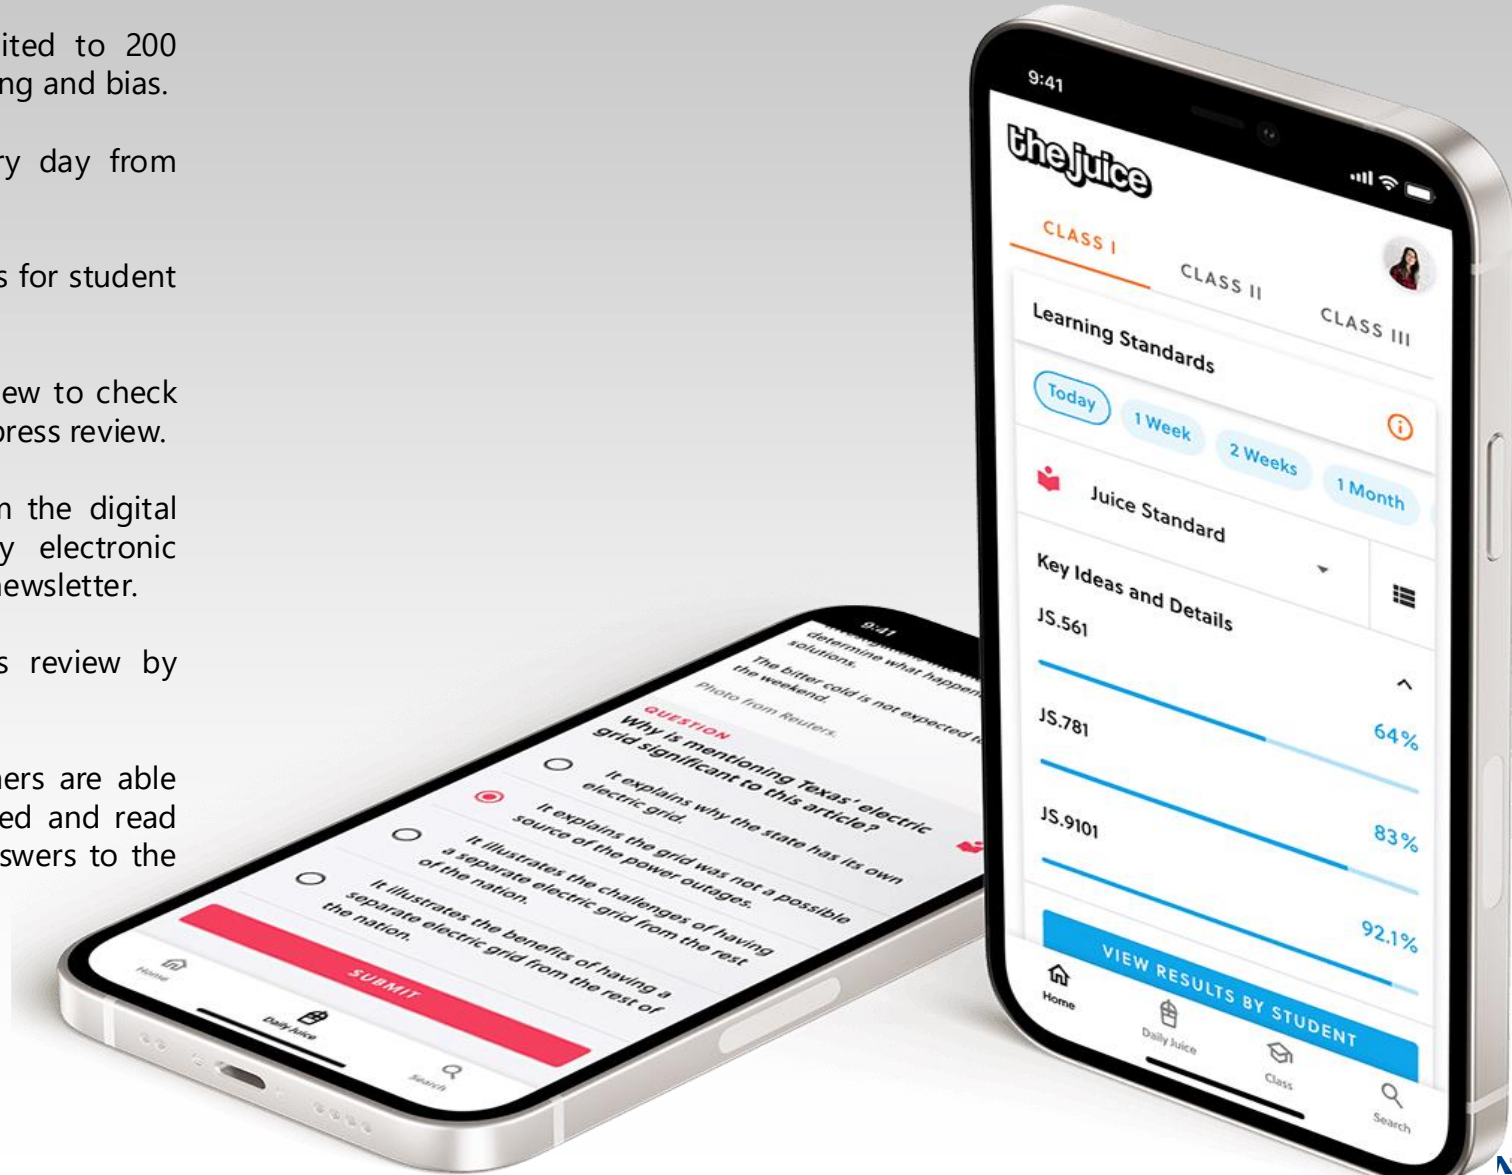 ited to 200
ng and bias.
ry day from
s for student
ew to check
press review.
n the digital
y electronic
newsletter.
s review by
ners are able
ed and read
swers to the
9:41
determine what happen
solutions.
The bitter cold is not expected to
the weekend.
Photo from Reuters.
QUESTION
Why is mentioning Texas' electric
grid significant to this article?
It explains why the state has its own
electric grid.
It explains the grid was not a possible
source of the power outages.
It illustrates the challenges of having
a separate electric grid from the rest
of the nation.
It illustrates the benefits of having a
separate electric grid from the rest of
the nation.
SUBMIT
Home
Daily Juice
Search
9:41
the juice
CLASS I
CLASS II
CLASS III
Learning Standards
Today
1 Week
2 Weeks
1 Month
Juice Standard
Key Ideas and Details
JS.561
64%
JS.781
83%
JS.9101
92.1%
VIEW RESULTS BY STUDENT
Home
Daily Juice
Class
Search